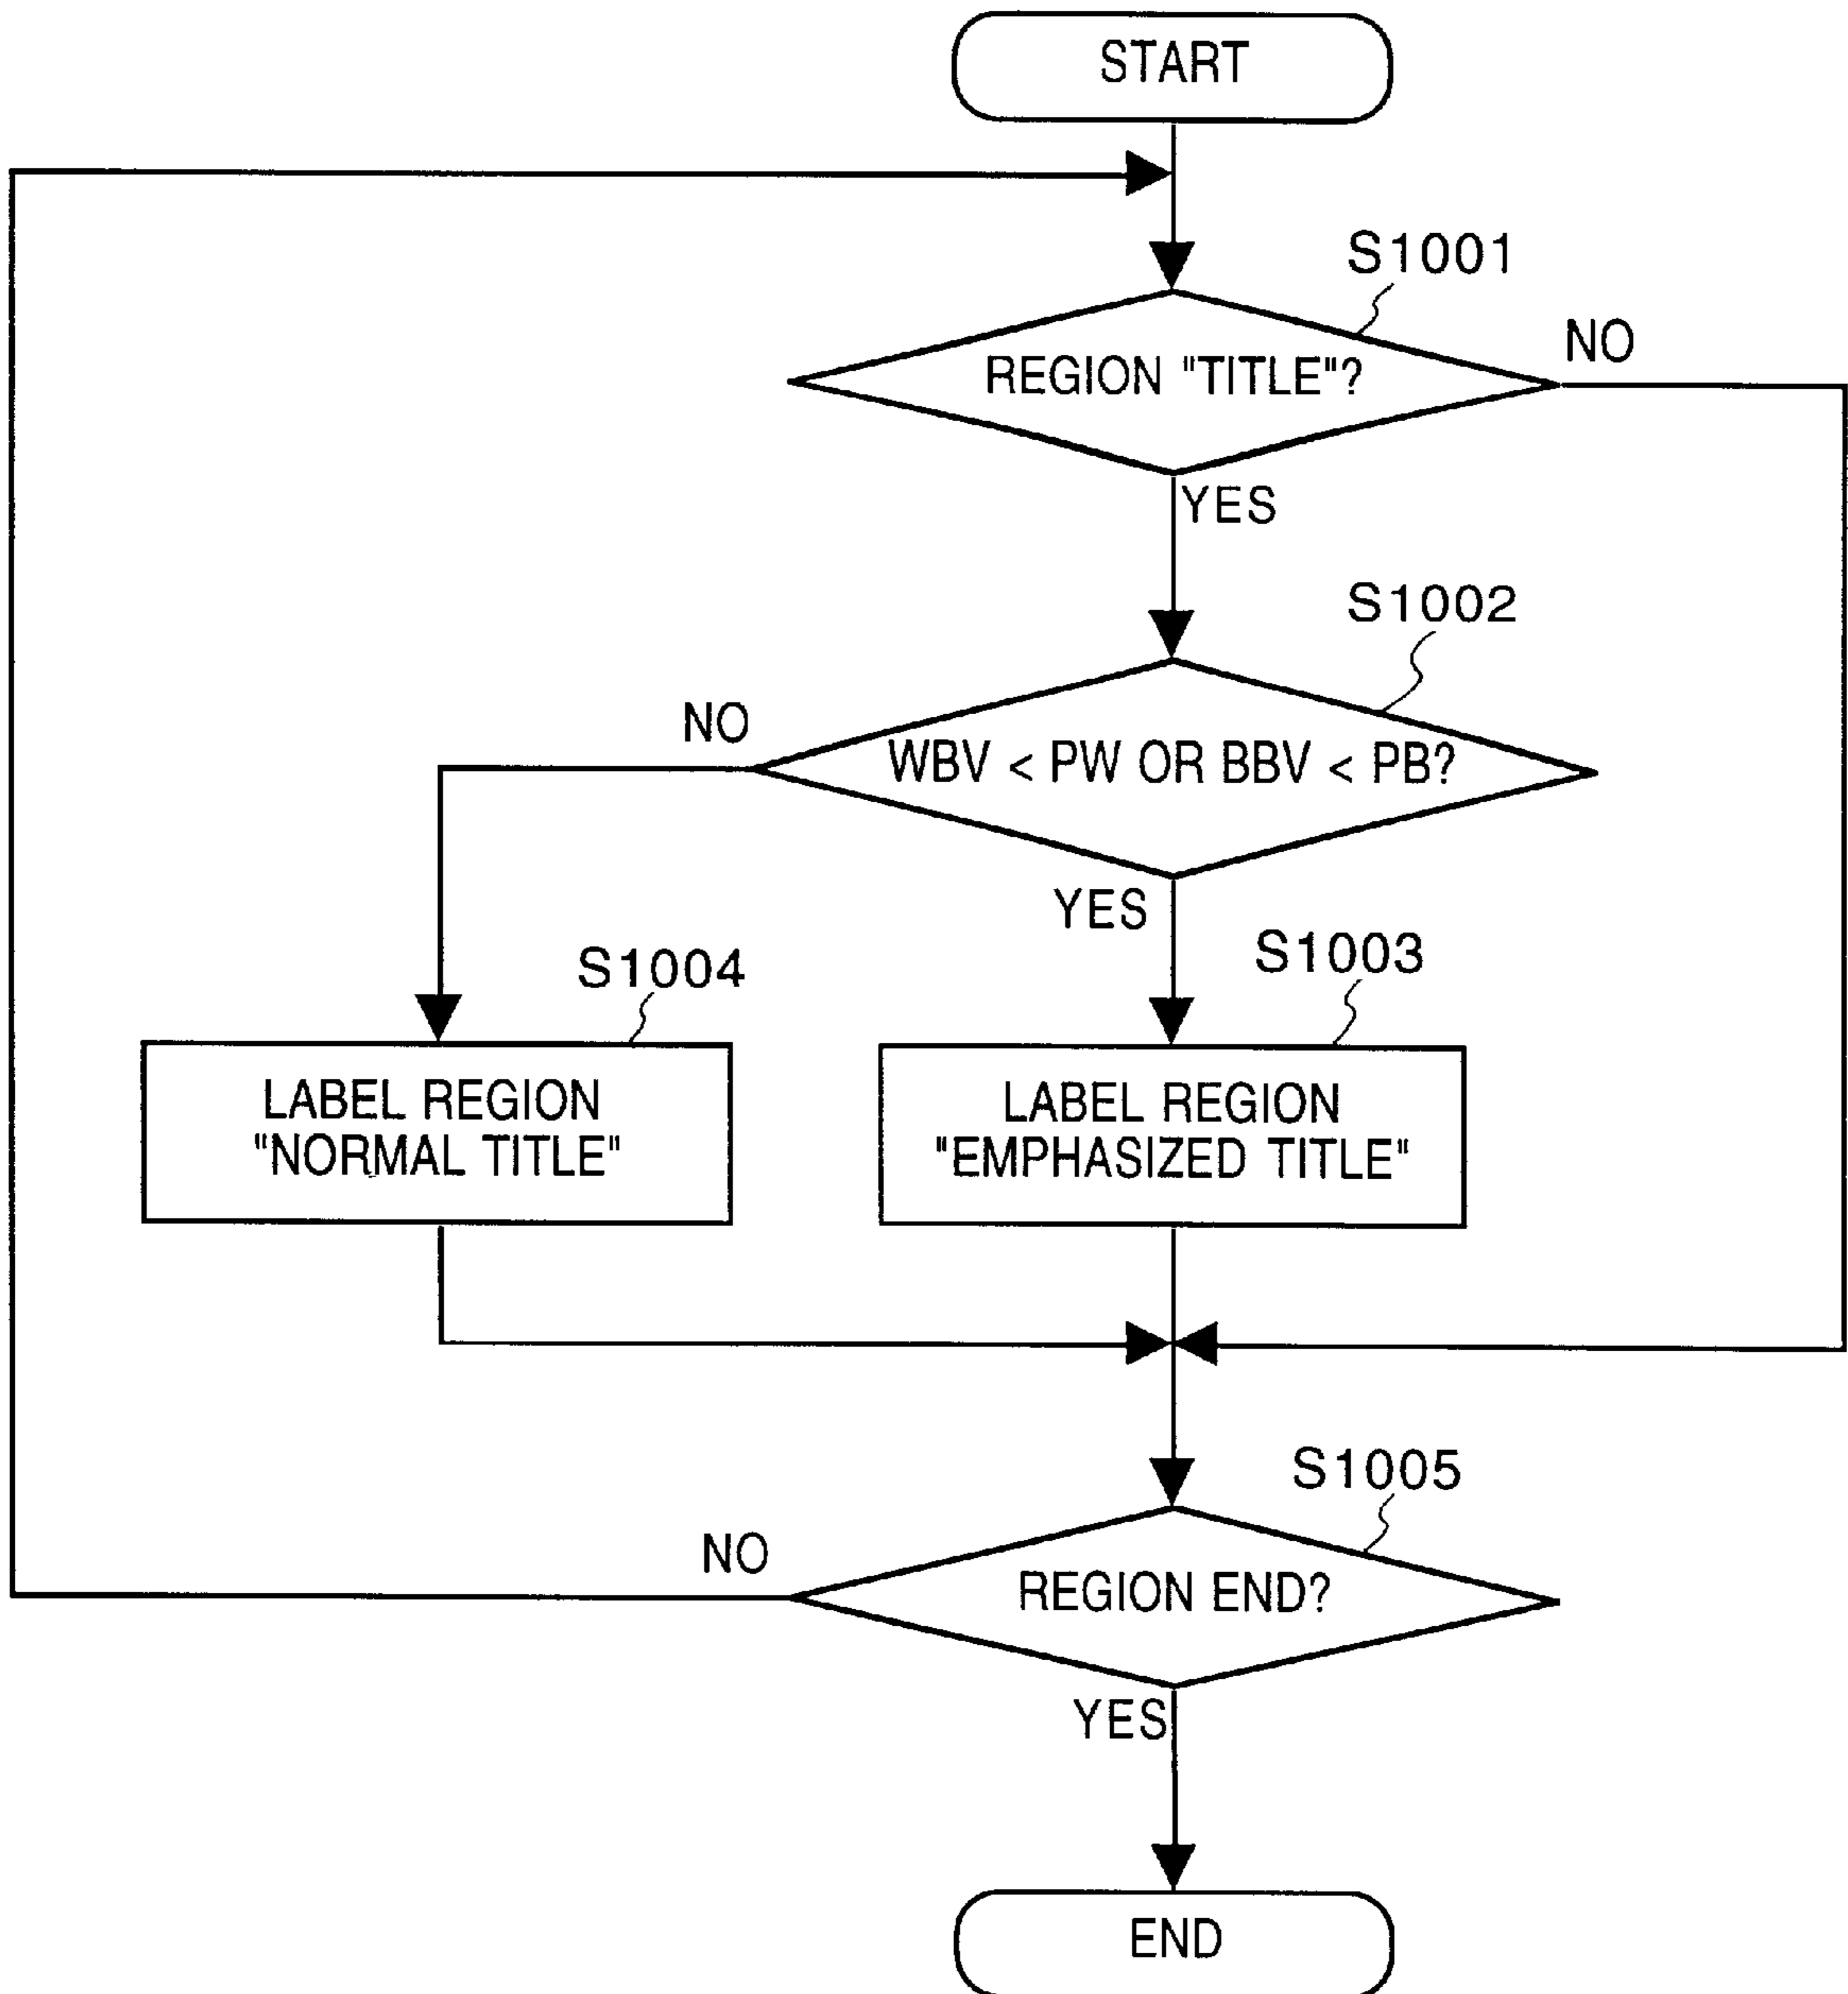 START
S1001
NO
REGION "TITLE"?
YES
S1002
NO
WBV < PW OR BBV < PB?
YES
S1004
S1003
LABEL REGION
"NORMAL TITLE"
LABEL REGION
"EMPHASIZED TITLE"
S1005
NO
REGION END?
YES
END